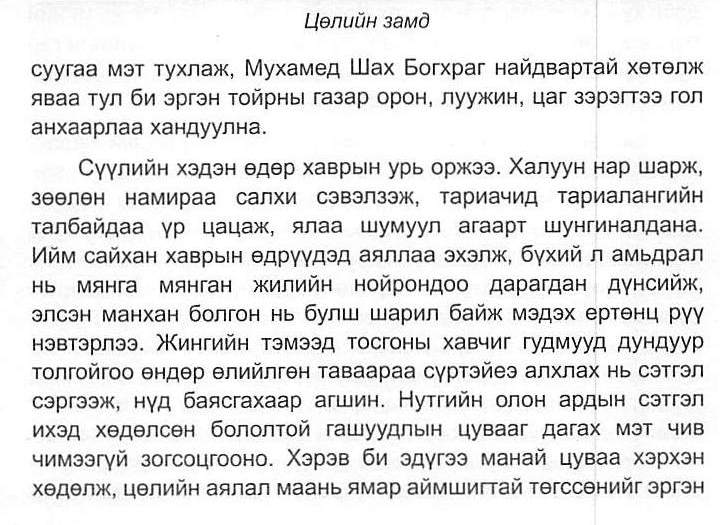 Цөлийн замд
суугаа мэт тухлаж, Мухамед Шах Богхраг найдвартай хөтөлж
яваа тул би эргэн тойрны газар орон, луужин, цаг зэрэгтээ гол
анхаарлаа хандуулна.
Сүүлийн хэдэн өдөр хаврын урь оржээ. Халуун нар шарж,
зөөлөн намираа салхи сэвэлзэж, тариачид тариалангийн
талбайдаа үр цацаж, ялаа шумуул агаарт шунгиналдана.
Ийм сайхан хаврын өдрүүдэд аяллаа эхэлж, бүхий л амьдрал
нь мянга мянган жилийн нойрондоо дарагдан дүнсийж,
элсэн манхан болгон нь булш шарил байж мэдэх ертөнц рүү
нэвтэрлээ. Жингийн тэмээд тосгоны хавчиг гудмууд дундуур
толгойгоо өндөр өлийлгөн таваараа сүртэйеэ алхлах нь сэтгэл
сэргээж, нүд баясгахаар агшин. Нутгийн олон ардын сэтгэл
ихэд хөдөлсөн бололтой гашуудлын цувааг дагах мэт чив
чимээгүй зогсоцгооно. Хэрэв би эдүгээ манай цуваа хэрхэн
хөдөлж, цөлийн аялал маань ямар аймшигтай төгссөнийг эргэн